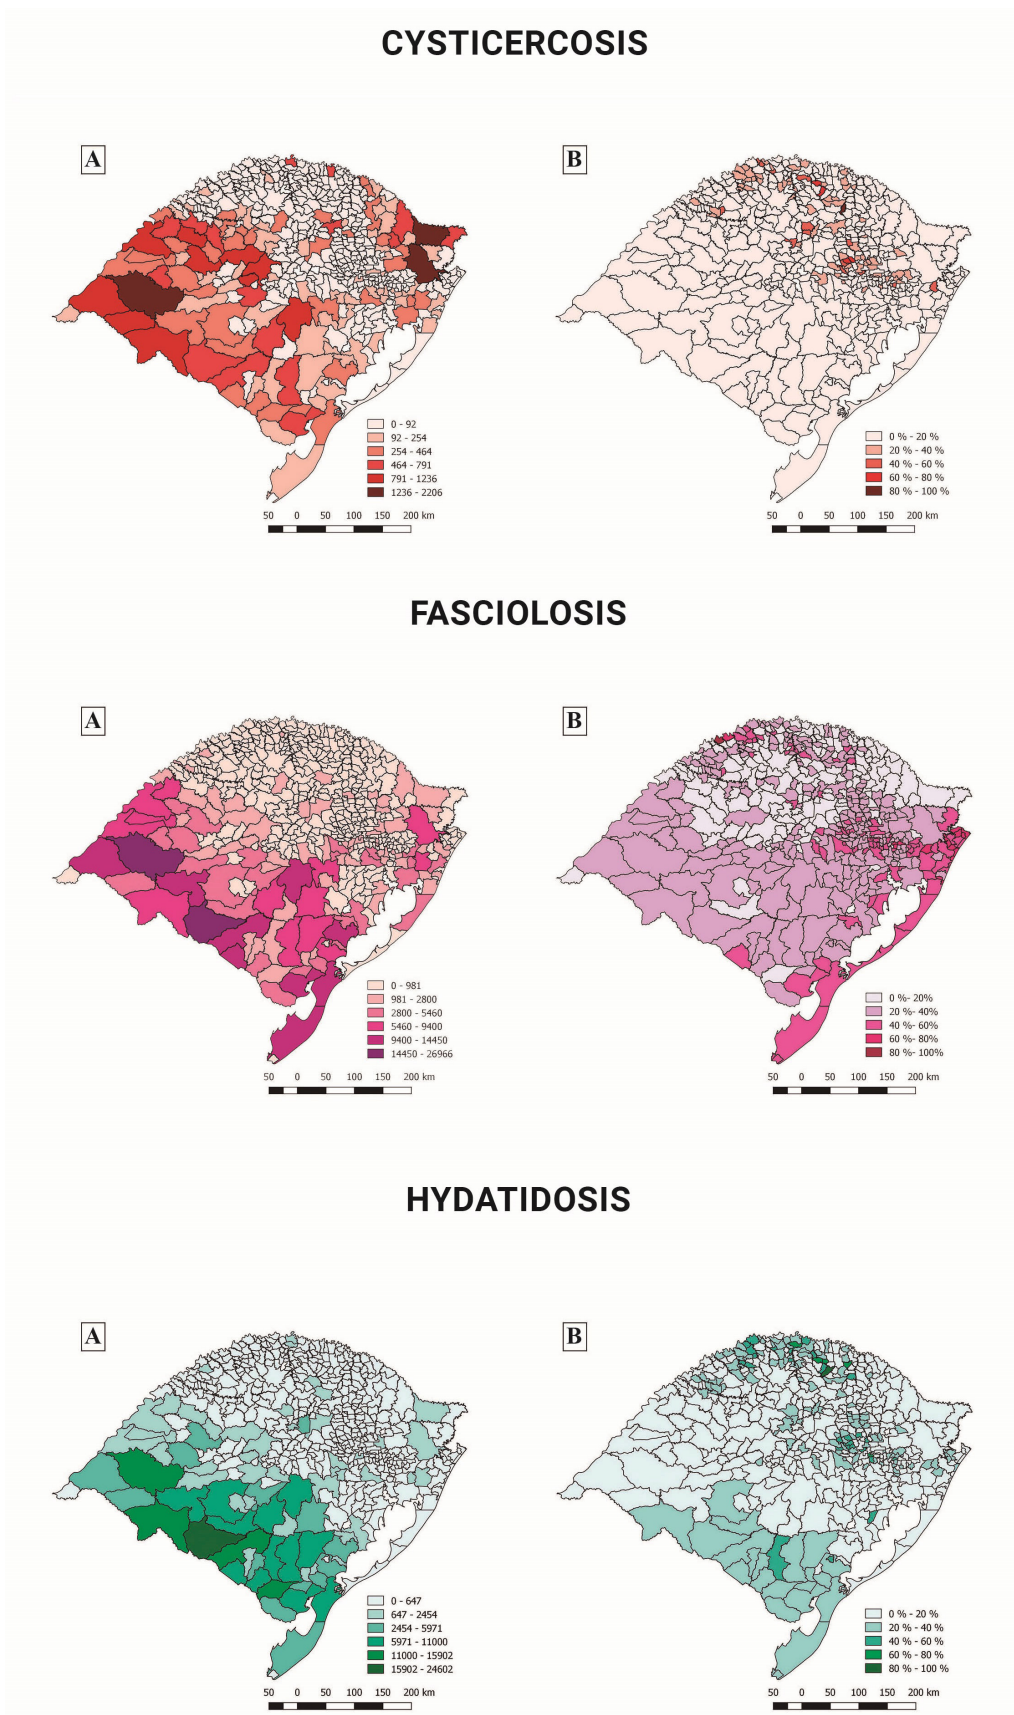 CYSTICERCOSIS
A
B
0 - 92
92 - 254
254 - 464
464 - 791
791 - 1236
1236 - 2206
50 0 50 100 150 200 km
0 % - 20 %
20 % - 40 %
40 % - 60 %
60 % - 80 %
80 % - 100 %
50 0 50 100 150 200 km
FASCIOLOSIS
A
B
0 - 981
981 - 2800
2800 - 5460
5460 - 9400
9400 - 14450
14450 - 26966
50 0 50 100 150 200 km
0 %- 20%
20 %- 40%
40 %- 60%
60 %- 80%
80 %- 100%
50 0 50 100 150 200 km
HYDATIDOSIS
A
B
0 - 647
647 - 2454
2454 - 5971
5971 - 11000
11000 - 15902
15902 - 24602
50 0 50 100 150 200 km
0 % - 20 %
20 % - 40 %
40 % - 60 %
60 % - 80 %
80 % - 100 %
50 0 50 100 150 200 km